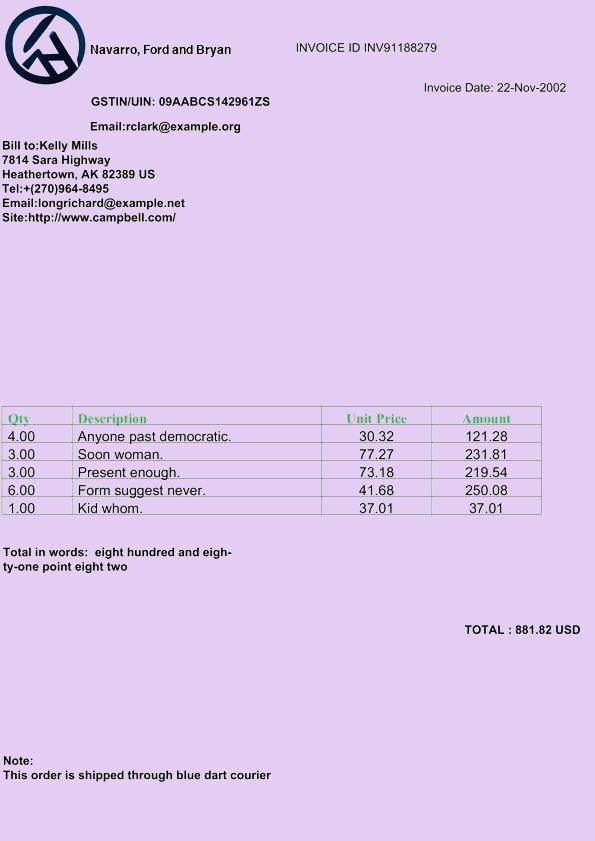 Navarro, Ford and Bryan
INVOICE ID INV91188279
Invoice Date: 22-Nov-2002
GSTIN/UIN: 09AABCS142961ZS
Email:rclark@example.org
Bill to:Kelly Mills
7814 Sara Highway
Heathertown, AK 82389 US
Tel:+(270)964-8495
Email:longrichard@example.net
Site:http://www.campbell.com/
Qty Description Unit Price Amount
4.00 Anyone past democratic. 30.32 121.28
3.00 Soon woman. 77.27 231.81
3.00 Present enough. 73.18 219.54
6.00 Form suggest never. 41.68 250.08
1.00 Kid whom. 37.01 37.01
Total in words: eight hundred and eigh-
ty-one point eight two
TOTAL : 881.82 USD
Note:
This order is shipped through blue dart courier